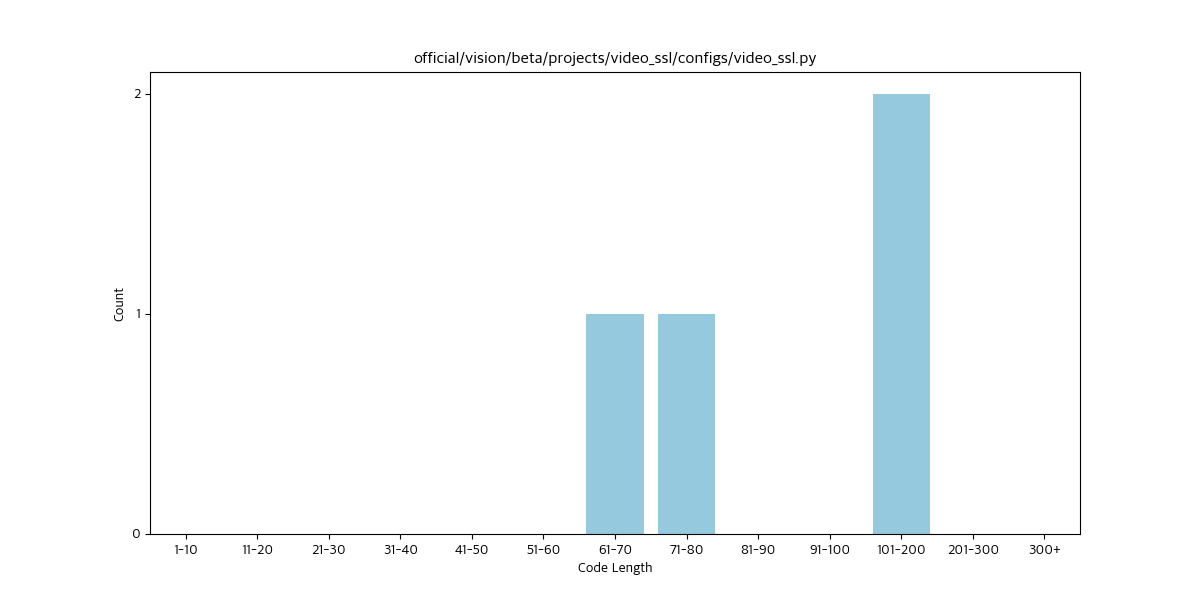 official/vision/beta/projects/video_ssl/configs/video_ssl.py
2
1
0
Count
1-10 11-20 21-30 31-40 41-50 51-60 61-70 71-80 81-90 91-100 101-200 201-300 300+
Code Length